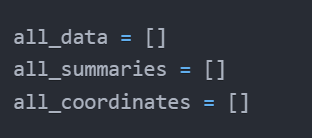 all_data = []
all_summaries = []
all_coordinates = []